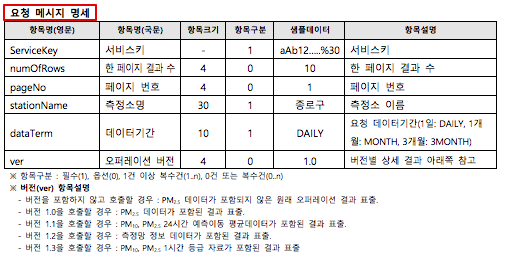 요청 메시지 명세
항목명(영문) 항목명(국문) 항목크기 항목구분 샘플데이터 항목설명
ServiceKey 서비스키 - 1 aAb12.....%30 서비스키
numOfRows 한 페이지 결과 수 4 0 10 한 페이지 결과 수
pageNo 페이지 번호 4 0 1 페이지 번호
stationName 측정소명 30 1 종로구 측정소 이름
dataTerm 데이터기간 10 1 DAILY 요청 데이터기간(1일: DAILY, 1개
월: MONTH, 3개월: 3MONTH)
ver 오퍼레이션 버전 4 0 1.0 버전별 상세 결과 아래쪽 참고
※ 항목구분 : 필수(1), 옵션(0), 1건 이상 복수건(1..n), 0건 또는 복수건(0..n)
※ 버전(ver) 항목설명
- 버전을 포함하지 않고 호출할 경우 : PM2.5 데이터가 포함되지 않은 원래 오퍼레이션 결과 표출.
- 버전 1.0을 호출할 경우 : PM2.5 데이터가 포함된 결과 표출.
- 버전 1.1을 호출할 경우 : PM10, PM2.5 24시간 예측이동 평균데이터가 포함된 결과 표출.
- 버전 1.2을 호출할 경우 : 측정망 정보 데이터가 포함된 결과 표출.
- 버전 1.3을 호출할 경우 : PM10, PM2.5 1시간 등급 자료가 포함된 결과 표출